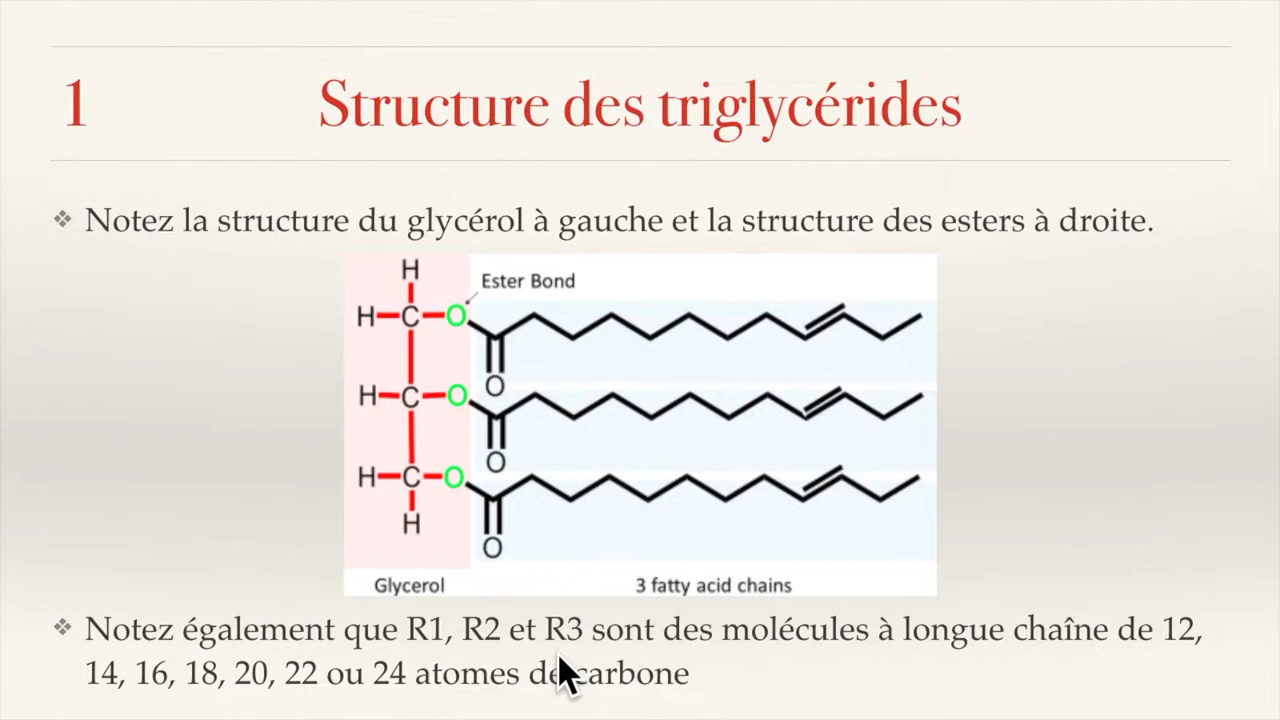 1 Structure des triglycérides
Notez la structure du glycérol à gauche et la structure des esters à droite.
H
Ester Bond
H C O
O
H C O
O
H C O
H
O
Glycerol 3 fatty acid chains
Notez également que R1, R2 et R3 sont des molécules à longue chaîne de 12,
14, 16, 18, 20, 22 ou 24 atomes de carbone